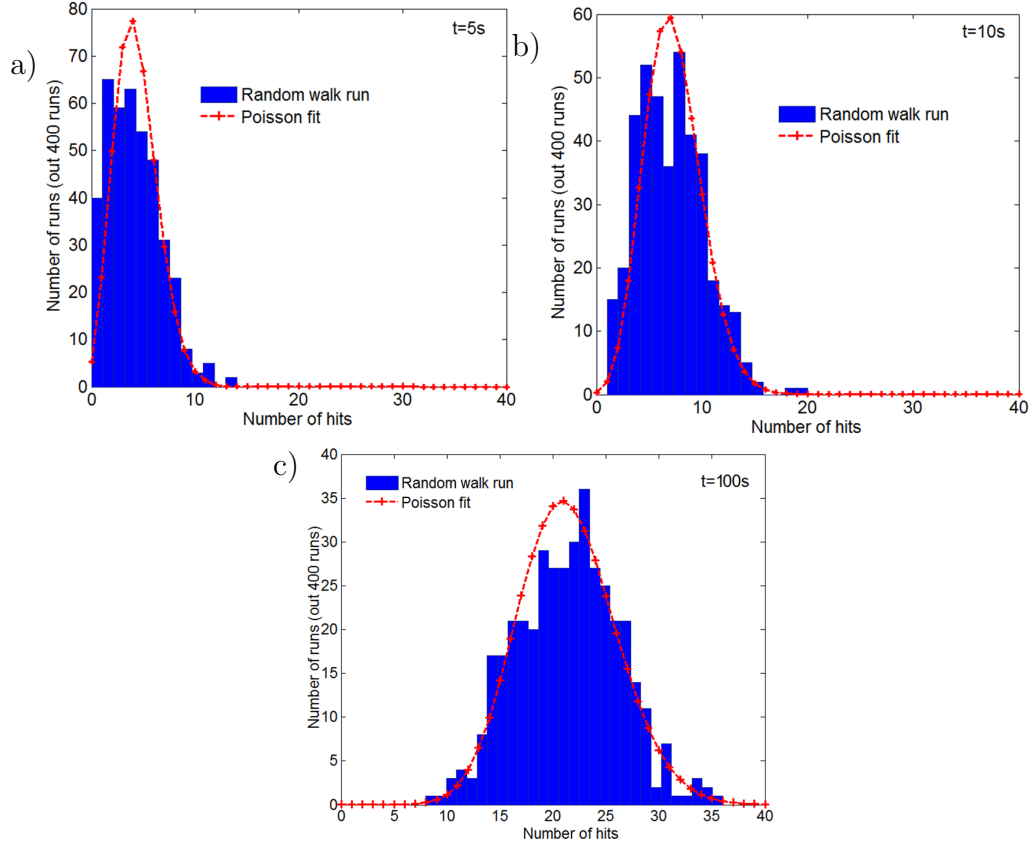 a)
t=5s
Random walk run
Poisson fit
Number of runs (out 400 runs)
80
70
60
50
40
30
20
10
0
0 10 20 30 40
Number of hits
b)
t=10s
Random walk run
Poisson fit
Number of runs (out 400 runs)
60
50
40
30
20
10
0
0 10 20 30 40
Number of hits
c)
t=100s
Random walk run
Poisson fit
Number of runs (out 400 runs)
40
35
30
25
20
15
10
5
0
0 5 10 15 20 25 30 35 40
Number of hits